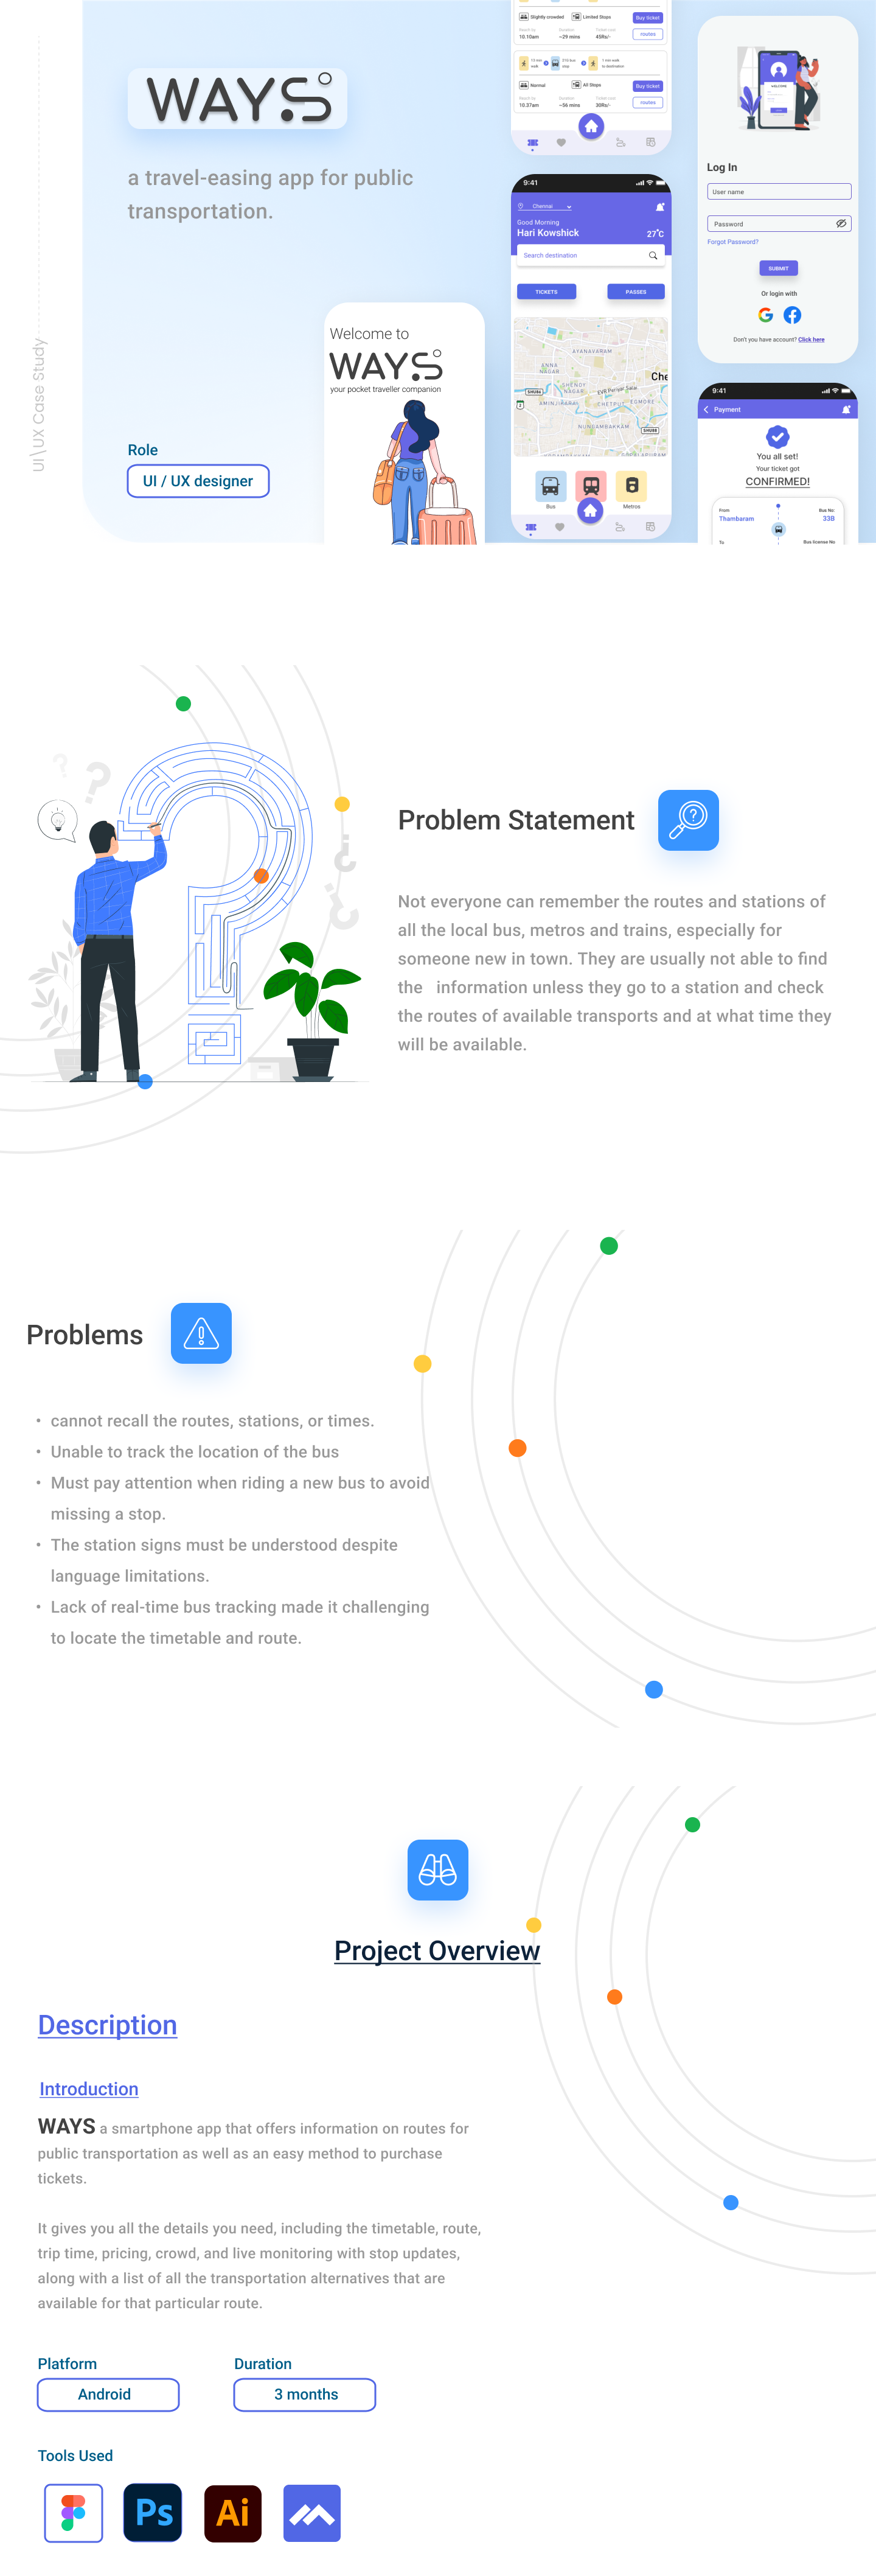 UI\UX Case Study
WAYS
a travel-easing app for public
transportation.
Role
UI / UX designer
Welcome to
WAYS
your pocket traveller companion
Slightly crowded
Limited Stops
Buy ticket
10.10am
~29 mins
45Rs/-
routes
Normal
All Stops
Buy ticket
10.37am
~56 mins
30Rs/-
routes
9:41
Chennai
Good Morning
Hari Kowshick
27°C
Search destination
TICKETS
PASSES
AYANAVARAM
ANNA
NAGAR
Che
SHENOY
NAGAR
EVR Periyar Salai
CHETPUT
EGMORE
NUNGAMBAKKAM
Bus
Metros
Log In
User name
Password
Forgot Password?
SUBMIT
Or login with
Don't you have account? Click here
9:41
Payment
You all set!
Your ticket got
CONFIRMED!
From
Bus No:
Thambaram
33B
To
Bus license No
Problem Statement
Not everyone can remember the routes and stations of
all the local bus, metros and trains, especially for
someone new in town. They are usually not able to find
the information unless they go to a station and check
the routes of available transports and at what time they
will be available.
Problems
• cannot recall the routes, stations, or times.
• Unable to track the location of the bus
• Must pay attention when riding a new bus to avoid
missing a stop.
• The station signs must be understood despite
language limitations.
• Lack of real-time bus tracking made it challenging
to locate the timetable and route.
Project Overview
Description
Introduction
WAYS a smartphone app that offers information on routes for
public transportation as well as an easy method to purchase
tickets.
It gives you all the details you need, including the timetable, route,
trip time, pricing, crowd, and live monitoring with stop updates,
along with a list of all the transportation alternatives that are
available for that particular route.
Platform
Duration
Android
3 months
Tools Used
Ps
Ai